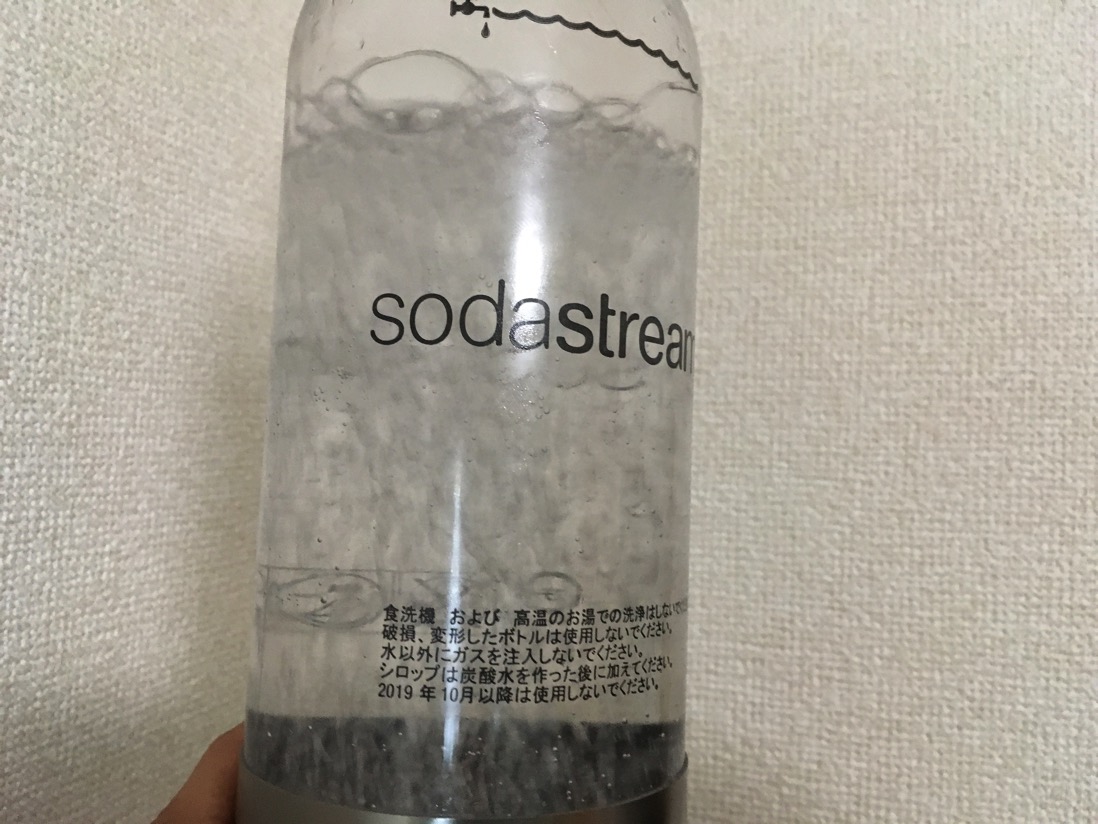 sodastream
食洗機 および 高温のお湯での洗浄はしないでください。
破損、変形したボトルは使用しないでください。
水以外にガスを注入しないでください。
シロップは炭酸水を作った後に加えてください。
2019 年 10月以降は使用しないでください。